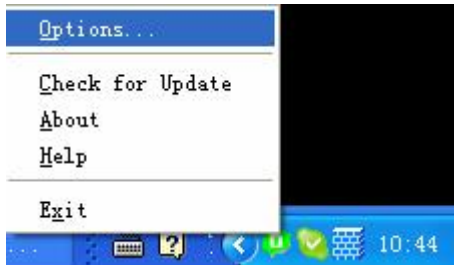 Options...
Check for Update
About
Help
Exit
... 10:44